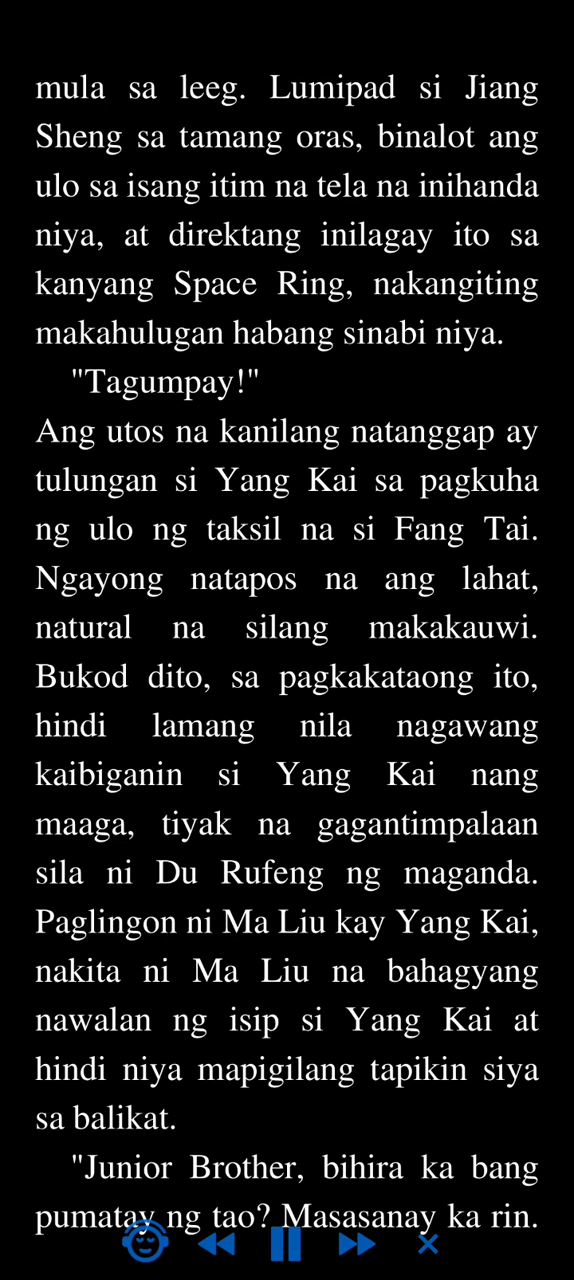 mula sa leeg. Lumipad si Jiang
Sheng sa tamang oras, binalot ang
ulo sa isang itim na tela na inihanda
niya, at direktang inilagay ito sa
kanyang Space Ring, nakangiting
makahulugan habang sinabi niya.
"Tagumpay!"
Ang utos na kanilang natanggap ay
tulungan si Yang Kai sa pagkuha
ng ulo ng taksil na si Fang Tai.
Ngayong natapos na ang lahat,
natural na silang makakauwi.
Bukod dito, sa pagkakataong ito,
hindi lamang nila nagawang
kaibiganin si Yang Kai nang
maaga, tiyak na gagantimpalaan
sila ni Du Rufeng ng maganda.
Paglingon ni Ma Liu kay Yang Kai,
nakita ni Ma Liu na bahagyang
nawalan ng isip si Yang Kai at
hindi niya mapigilang tapikin siya
sa balikat.
"Junior Brother, bihira ka bang
pumatay ng tao? Masasanay ka rin.